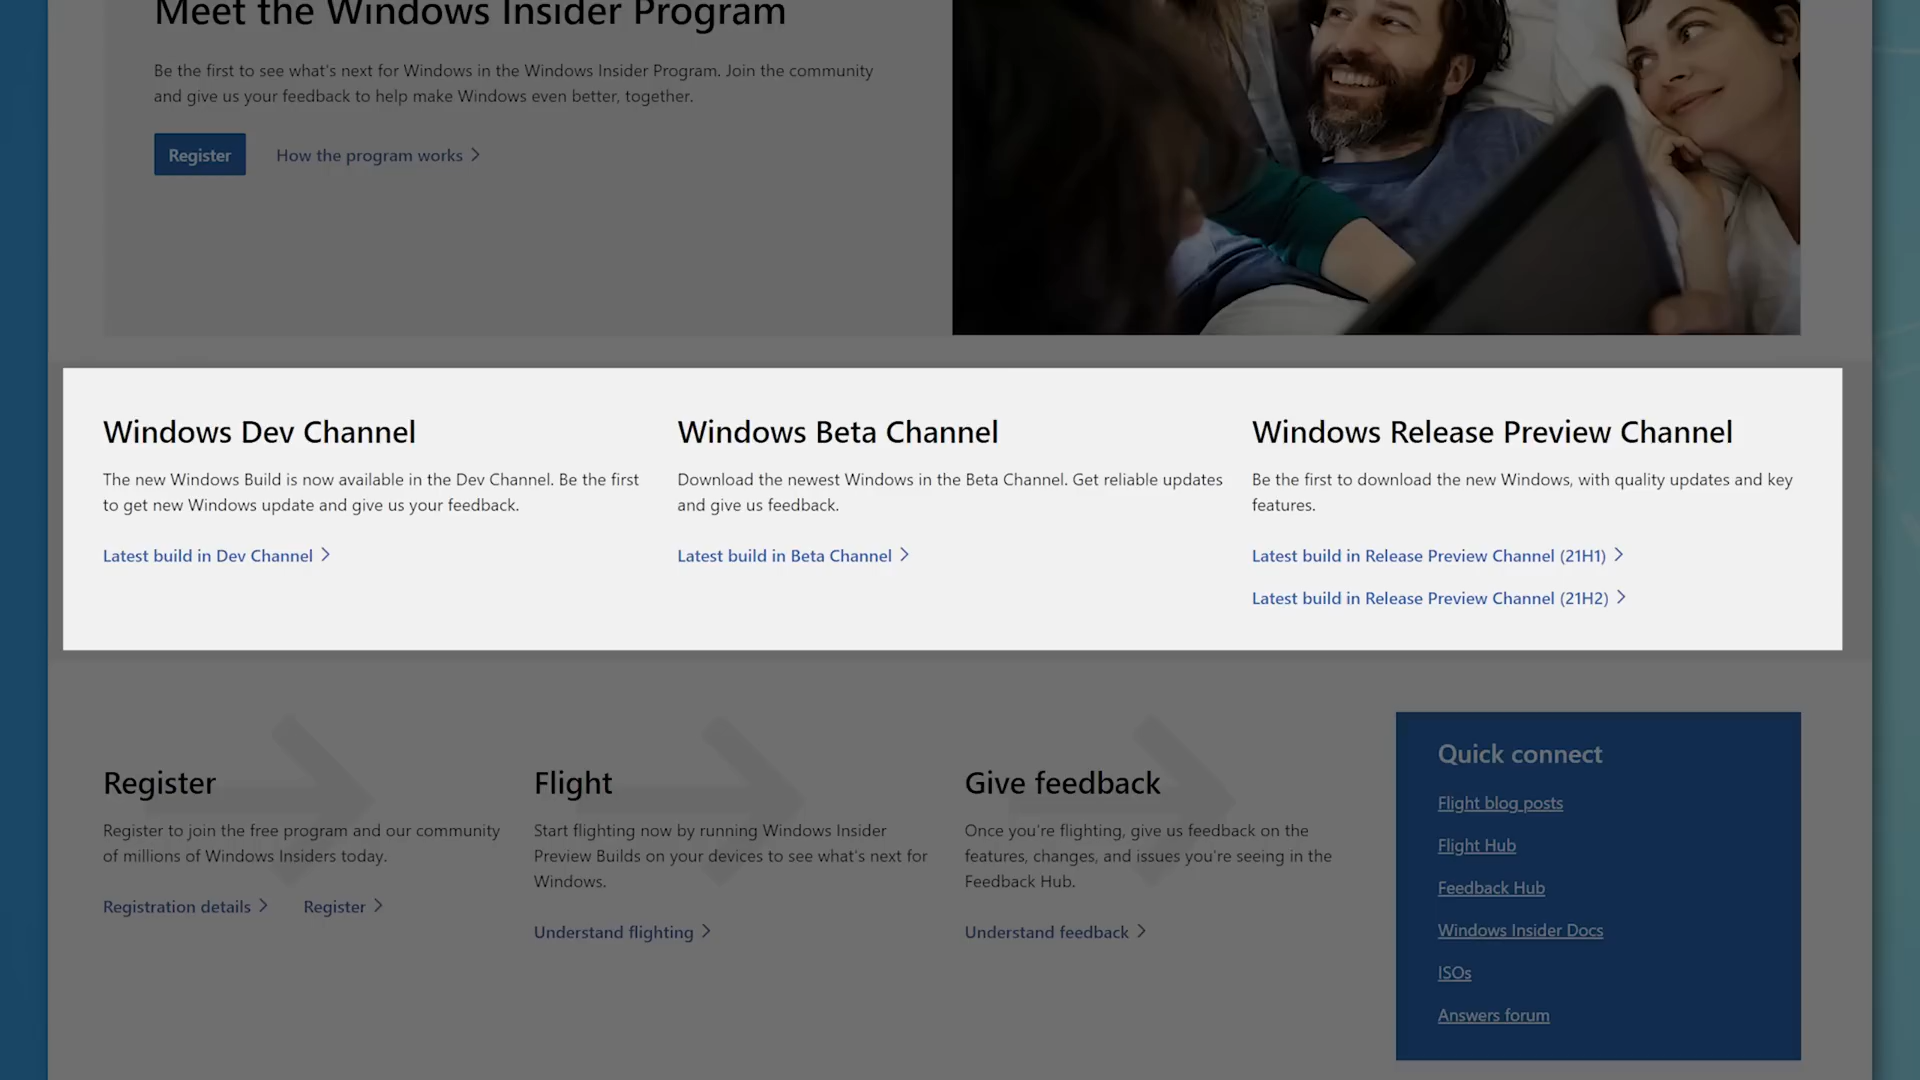 Meet the Windows Insider Program
Be the first to see what's next for Windows in the Windows Insider Program. Join the community
and give us your feedback to help make Windows even better, together.
Register
How the program works
Windows Dev Channel
The new Windows Build is now available in the Dev Channel. Be the first
to get new Windows update and give us your feedback.
Latest build in Dev Channel
Windows Beta Channel
Download the newest Windows in the Beta Channel. Get reliable updates
and give us feedback.
Latest build in Beta Channel
Windows Release Preview Channel
Be the first to download the new Windows, with quality updates and key
features.
Latest build in Release Preview Channel (21H1)
Latest build in Release Preview Channel (21H2)
Register
Register to join the free program and our community
of millions of Windows Insiders today.
Registration details
Register
Flight
Start flighting now by running Windows Insider
Preview Builds on your devices to see what's next for
Windows.
Understand flighting
Give feedback
Once you're flighting, give us feedback on the
features, changes, and issues you're seeing in the
Feedback Hub.
Understand feedback
Quick connect
Flight blog posts
Flight Hub
Feedback Hub
Windows Insider Docs
ISOs
Answers forum